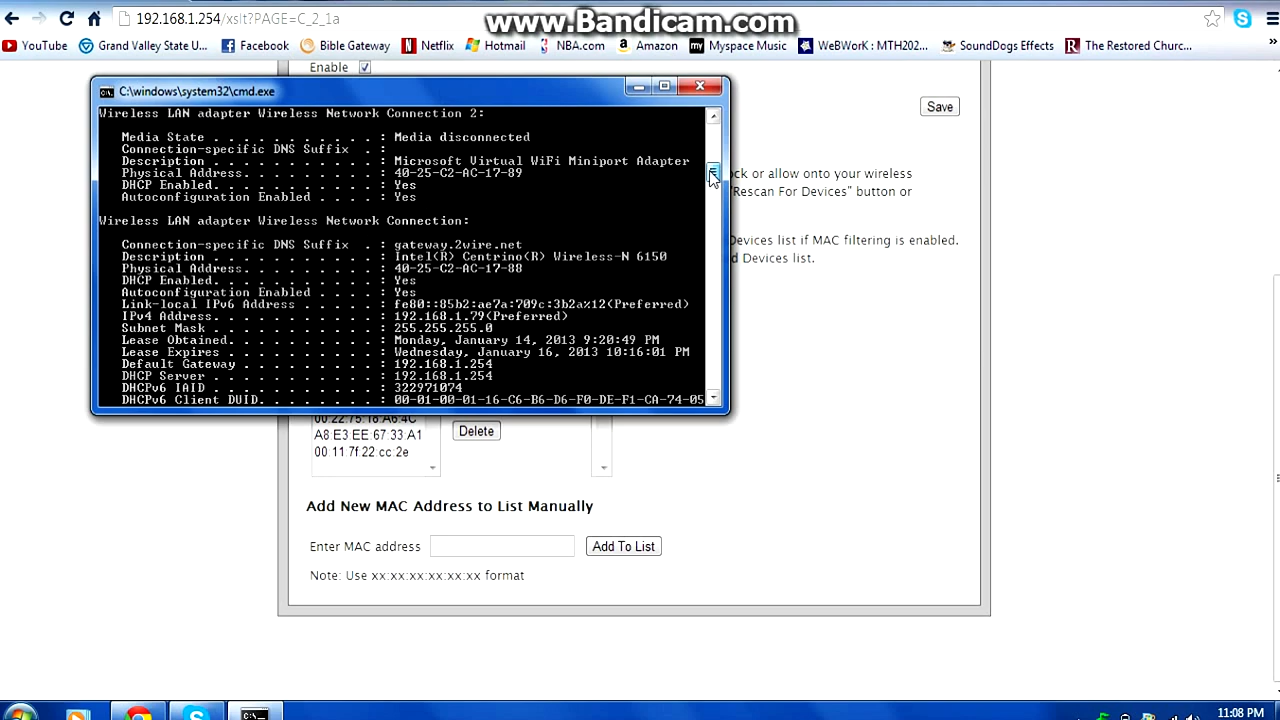 192.168.1.254/xslt?PAGE=C_2_1a
www.Bandicam.com
YouTube
Grand Valley State U...
Facebook
Bible Gateway
Netflix
Hotmail
NBA.com
Amazon
Myspace Music
WeBWorK : MTH202...
SoundDogs Effects
The Restored Churc...
»
Enable
C:\windows\system32\cmd.exe
Save
Wireless LAN adapter Wireless Network Connection 2:
Media State . . . . . . . . . . . : Media disconnected
Connection-specific DNS Suffix . :
Description . . . . . . . . . . . : Microsoft Virtual WiFi Miniport Adapter
Physical Address. . . . . . . . . : 40-25-C2-AC-17-89
DHCP Enabled. . . . . . . . . . . : Yes
Autoconfiguration Enabled . . . . : Yes
Wireless LAN adapter Wireless Network Connection:
Connection-specific DNS Suffix . : gateway.2wire.net
Description . . . . . . . . . . . : Intel(R) Centrino(R) Wireless-N 6150
Physical Address. . . . . . . . . : 40-25-C2-AC-17-88
DHCP Enabled. . . . . . . . . . . : Yes
Autoconfiguration Enabled . . . . : Yes
Link-local IPv6 Address . . . . . : fe80::85b2:ae7a:709c:3b2a%12(Preferred)
IPv4 Address. . . . . . . . . . . : 192.168.1.79(Preferred)
Subnet Mask . . . . . . . . . . . : 255.255.255.0
Lease Obtained. . . . . . . . . . : Monday, January 14, 2013 9:20:49 PM
Lease Expires . . . . . . . . . . : Wednesday, January 16, 2013 10:16:01 PM
Default Gateway . . . . . . . . . : 192.168.1.254
DHCP Server . . . . . . . . . . . : 192.168.1.254
DHCPv6 IAID . . . . . . . . . . . : 322971074
DHCPv6 Client DUID. . . . . . . . : 00-01-00-01-16-C6-B6-D6-F0-DE-F1-CA-74-05
ock or allow onto your wireless
"Rescan For Devices" button or
Devices list if MAC filtering is enabled.
d Devices list.
00:22:75:18:A6:4C
A8:E3:EE:67:33:A1
00:11:7f:22:cc:2e
Delete
Add New MAC Address to List Manually
Enter MAC address
Add To List
Note: Use xx:xx:xx:xx:xx:xx format
11:08 PM